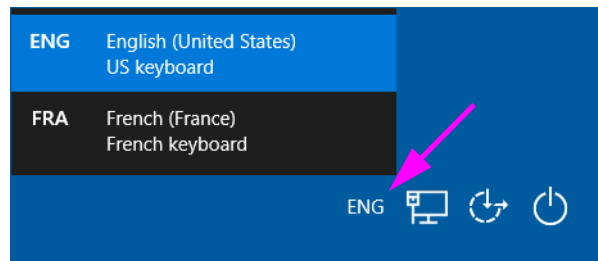 ENG English (United States)
US keyboard
FRA French (France)
French keyboard
ENG